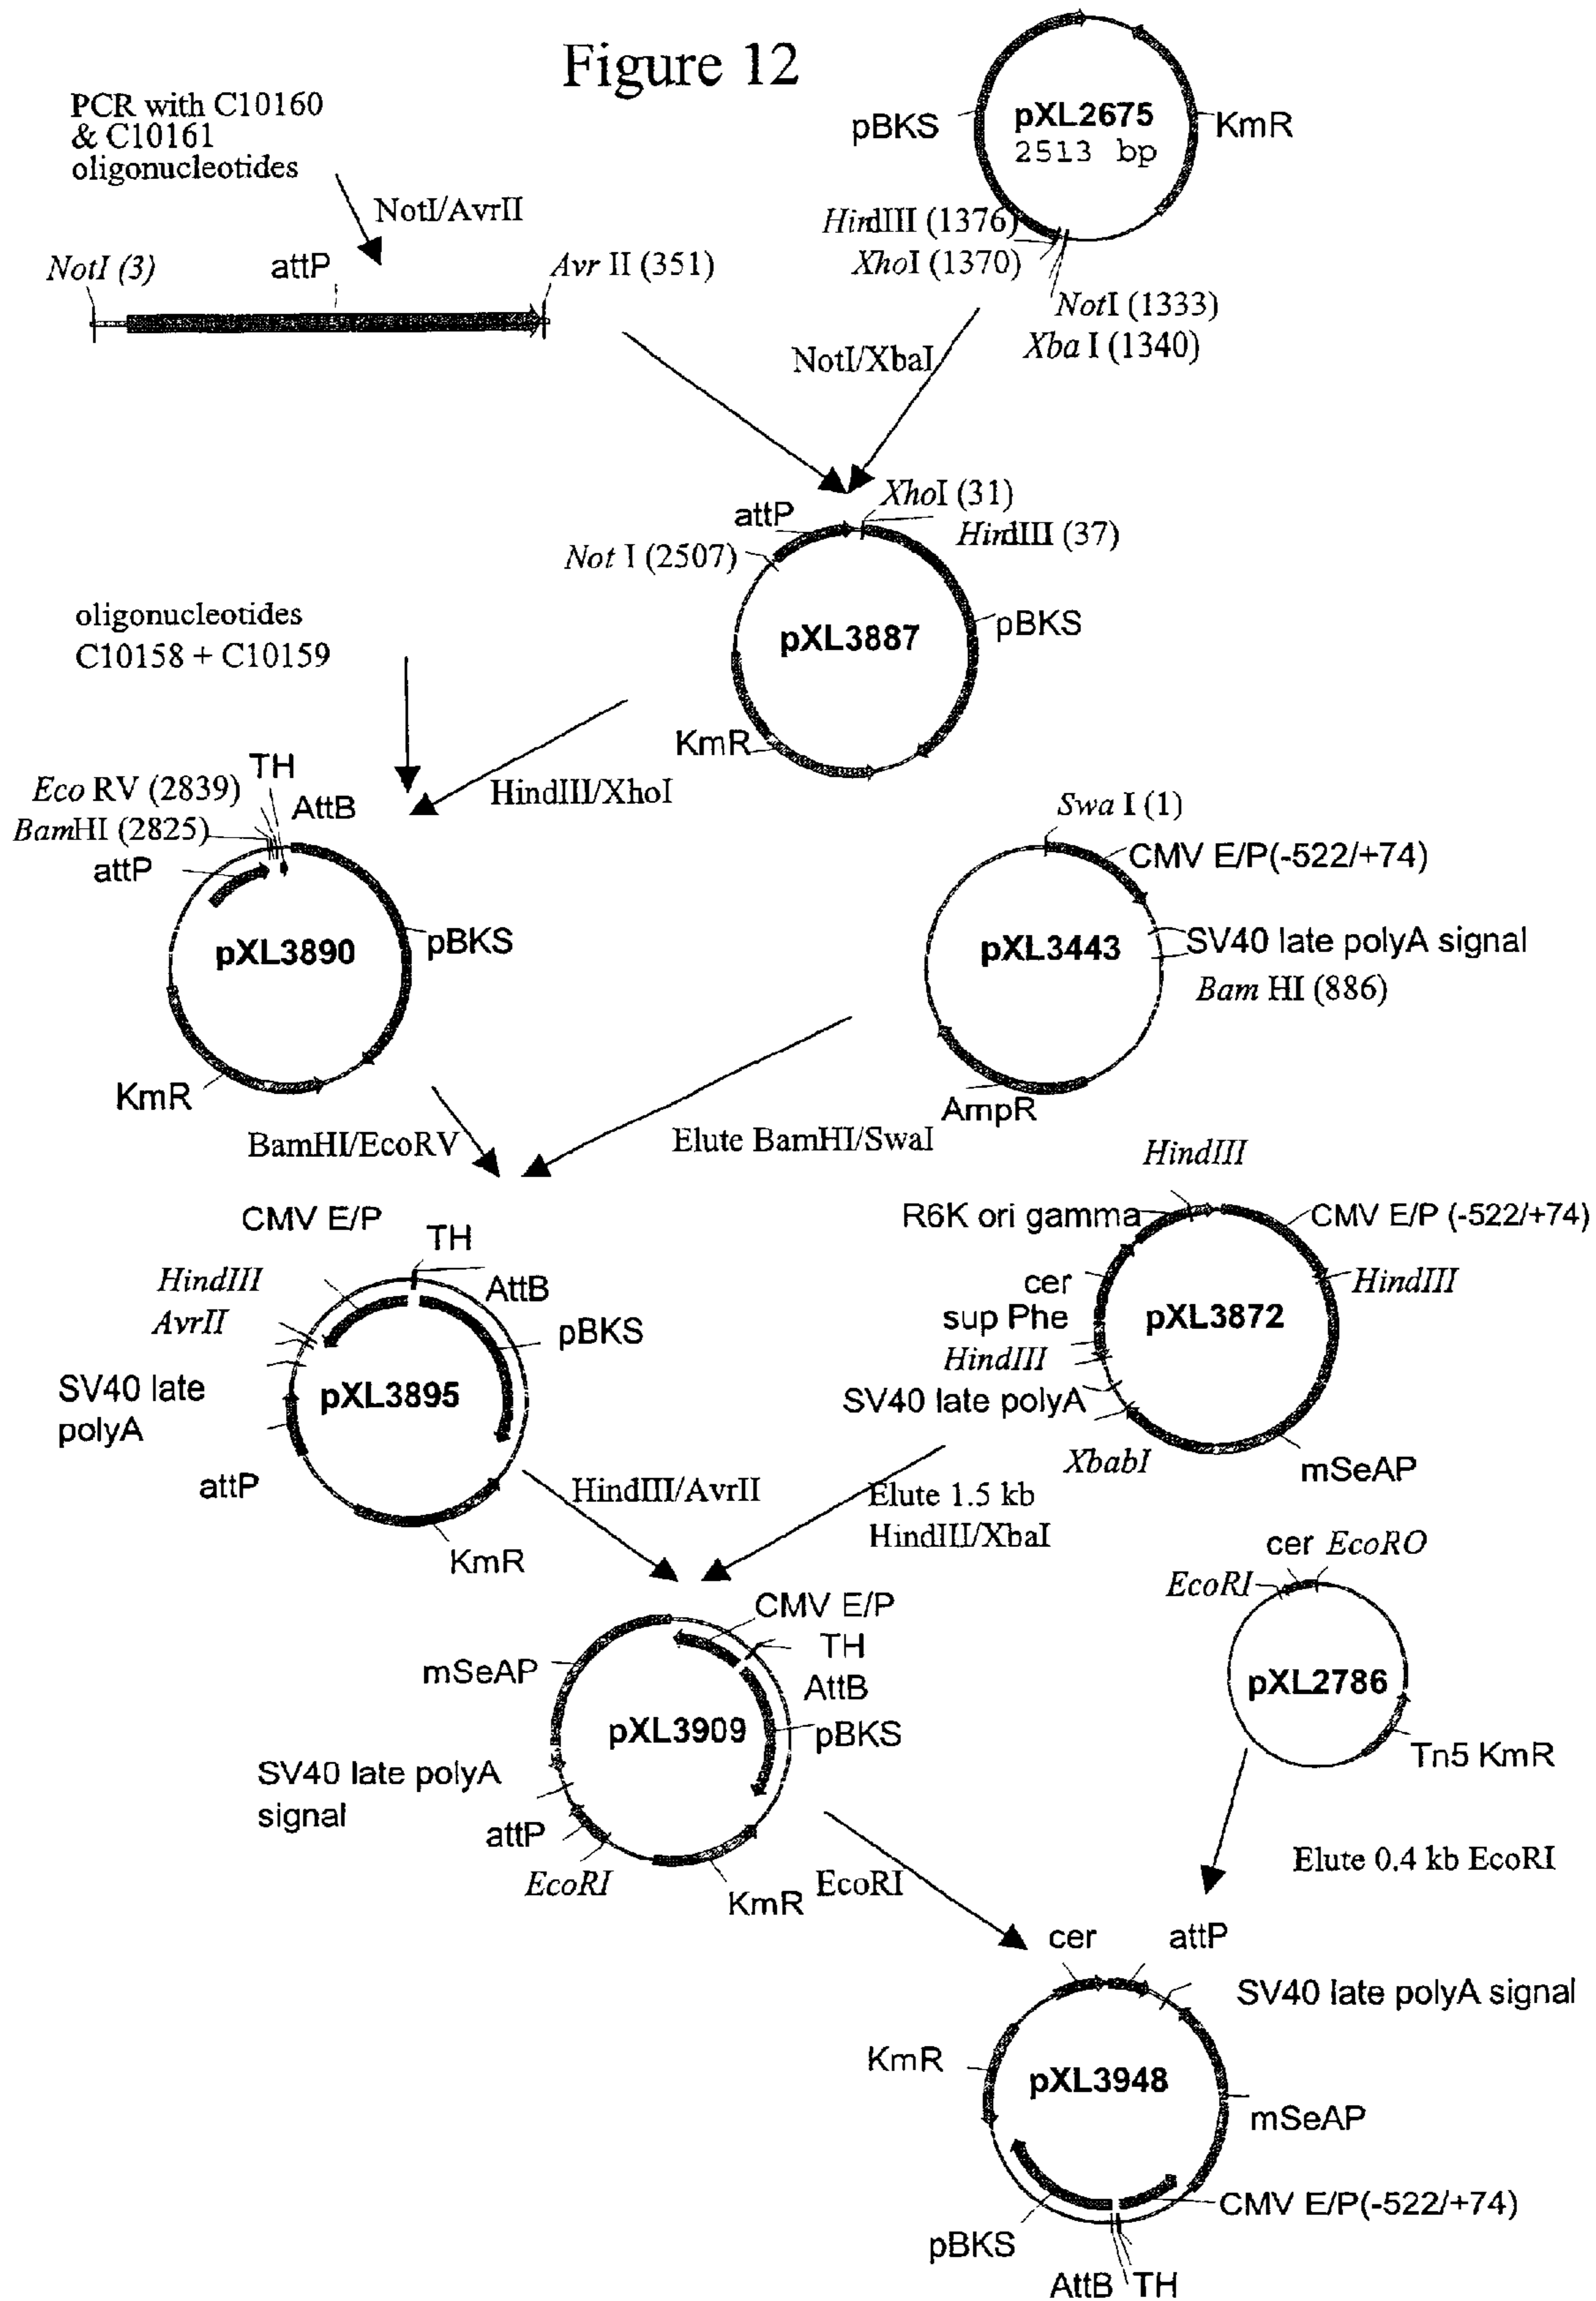 Figure 12
PCR with C10160
& C10161
oligonucleotides
NotI/AvrII
NotI (3)
attP
Avr II (351)
pBKS
pXL2675
2513 bp
KmR
HindIII (1376)
XhoI (1370)
NotI (1333)
Xba I (1340)
NotI/XbaI
attP
XhoI (31)
HindIII (37)
Not I (2507)
pXL3887
pBKS
KmR
oligonucleotides
C10158 + C10159
HindIII/XhoI
TH
Eco RV (2839)
AttB
BamHI (2825)
attP
pXL3890
pBKS
KmR
Swa I (1)
CMV E/P(-522/+74)
pXL3443
SV40 late polyA signal
Bam HI (886)
AmpR
BamHI/EcoRV
Elute BamHI/SwaI
CMV E/P
TH
HindIII
AttB
AvrII
pBKS
SV40 late
polyA
pXL3895
attP
KmR
HindIII
R6K ori gamma
CMV E/P (-522/+74)
cer
HindIII
sup Phe
pXL3872
HindIII
SV40 late polyA
XbabI
mSeAP
HindIII/AvrII
Elute 1.5 kb
HindIII/XbaI
CMV E/P
TH
mSeAP
AttB
pXL3909
pBKS
SV40 late polyA
signal
attP
EcoRI
KmR
cer EcoRO
EcoRI
pXL2786
Tn5 KmR
EcoRI
Elute 0.4 kb EcoRI
cer
attP
SV40 late polyA signal
KmR
pXL3948
mSeAP
CMV E/P(-522/+74)
pBKS
AttB
TH